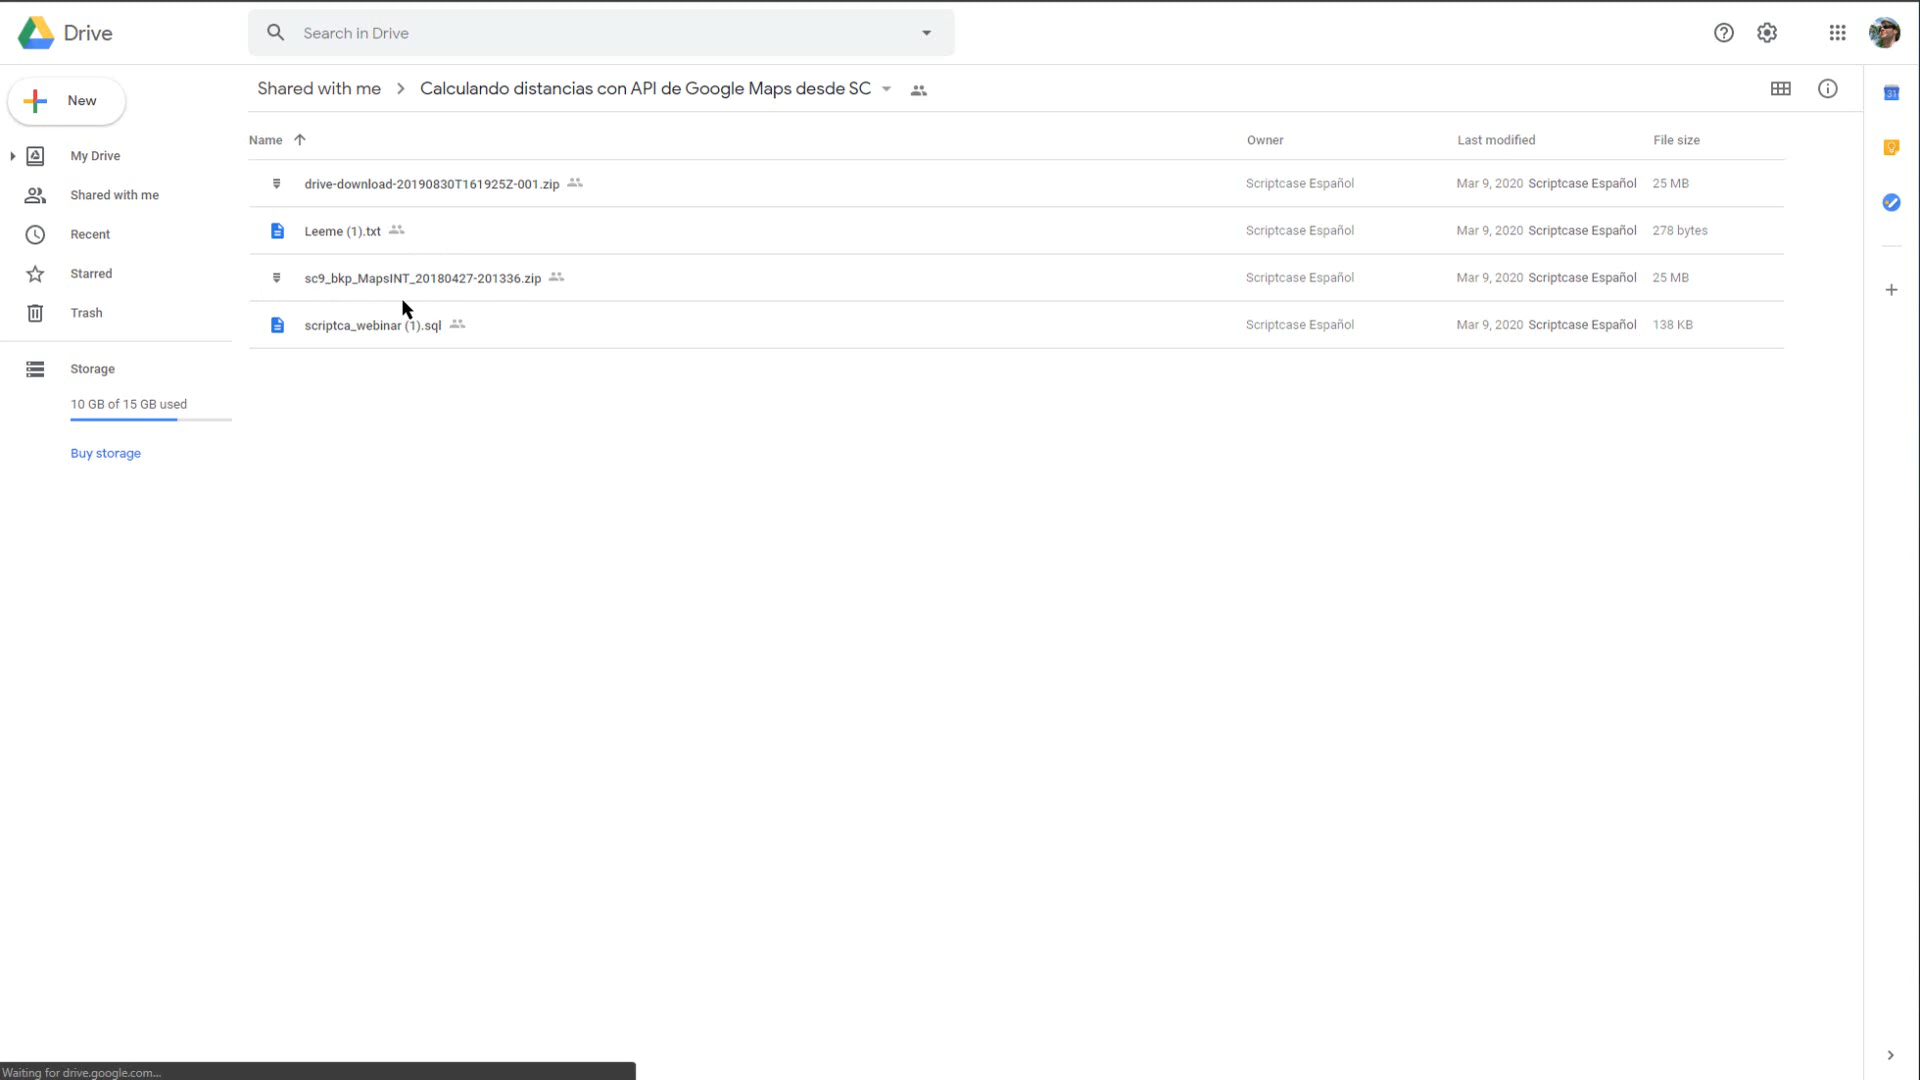 Drive
Search in Drive
New
Shared with me
Calculando distancias con API de Google Maps desde SC
My Drive
Shared with me
Recent
Starred
Trash
Storage
10 GB of 15 GB used
Buy storage
Name Owner Last modified File size
drive-download-20190830T161925Z-001.zip Scriptcase Español Mar 9, 2020 Scriptcase Español 25 MB
Leeme (1).txt Scriptcase Español Mar 9, 2020 Scriptcase Español 278 bytes
sc9_bkp_MapsINT_20180427-201336.zip Scriptcase Español Mar 9, 2020 Scriptcase Español 25 MB
scriptca_webinar (1).sql Scriptcase Español Mar 9, 2020 Scriptcase Español 138 KB
31
Waiting for drive.google.com...